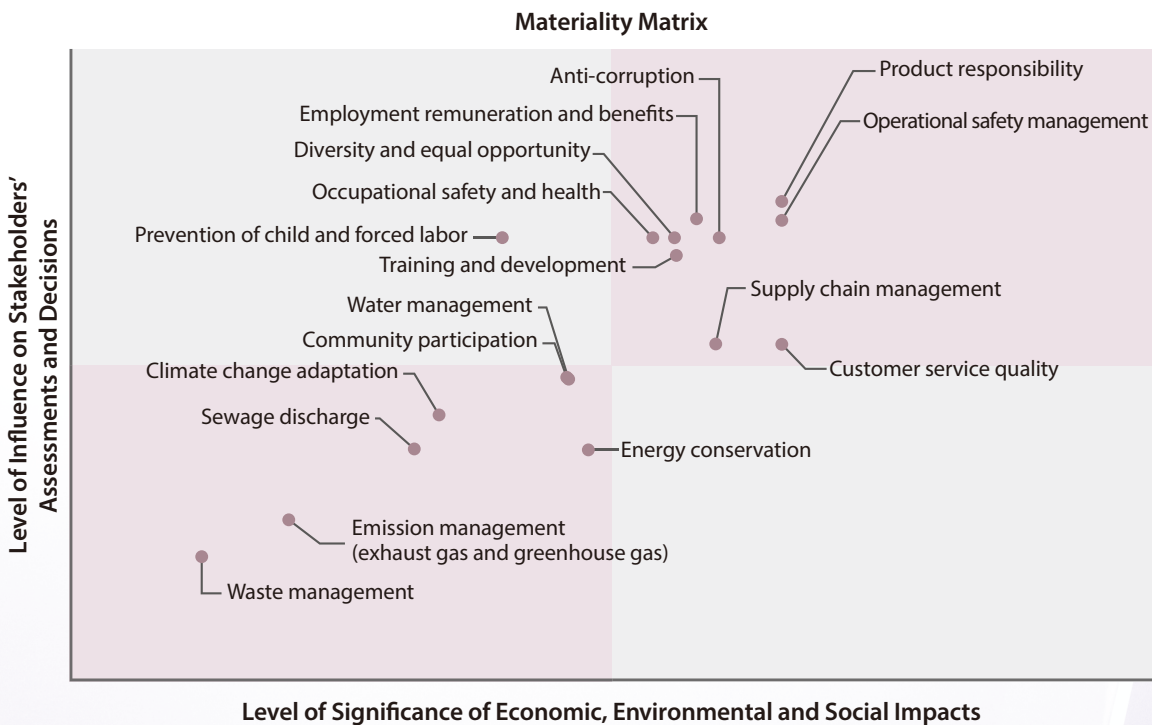 Materiality Matrix
Anti-corruption
Product responsibility
Employment remuneration and benefits
Operational safety management
Diversity and equal opportunity
Occupational safety and health
Prevention of child and forced labor
Training and development
Supply chain management
Water management
Community participation
Climate change adaptation
Customer service quality
Sewage discharge
Energy conservation
Emission management
(exhaust gas and greenhouse gas)
Waste management
Level of Influence on Stakeholders'
Assessments and Decisions
Level of Significance of Economic, Environmental and Social Impacts